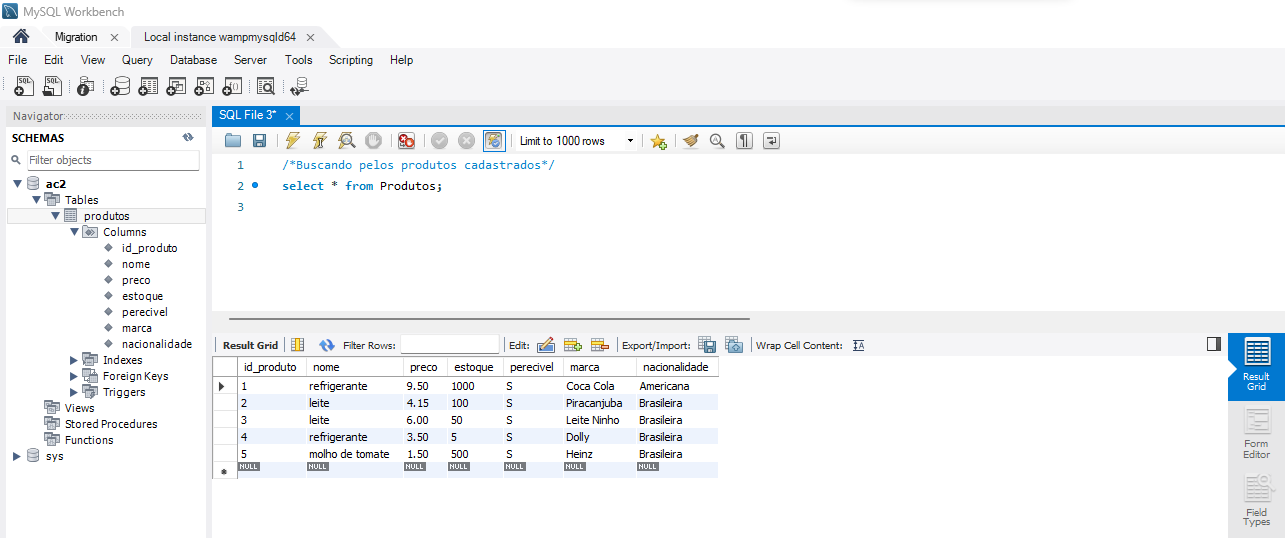 MySQL Workbench
Migration
Local instance wampmysqld64
File Edit View Query Database Server Tools Scripting Help
SQL SQL
Navigator
SCHEMAS
Filter objects
ac2
Tables
produtos
Columns
id_produto
nome
preco
estoque
perecivel
marca
nacionalidade
Indexes
Foreign Keys
Triggers
Views
Stored Procedures
Functions
sys
SQL File 3*
Limit to 1000 rows
1 /*Buscando pelos produtos cadastrados*/
2 select * from Produtos;
3
Result Grid Filter Rows: Edit: Export/Import: Wrap Cell Content:
id_produto nome preco estoque perecivel marca nacionalidade
1 refrigerante 9.50 1000 S Coca Cola Americana
2 leite 4.15 100 S Piracanjuba Brasileira
3 leite 6.00 50 S Leite Ninho Brasileira
4 refrigerante 3.50 5 S Dolly Brasileira
5 molho de tomate 1.50 500 S Heinz Brasileira
NULL NULL NULL NULL NULL NULL NULL
Result
Grid
Form
Editor
Field
Types